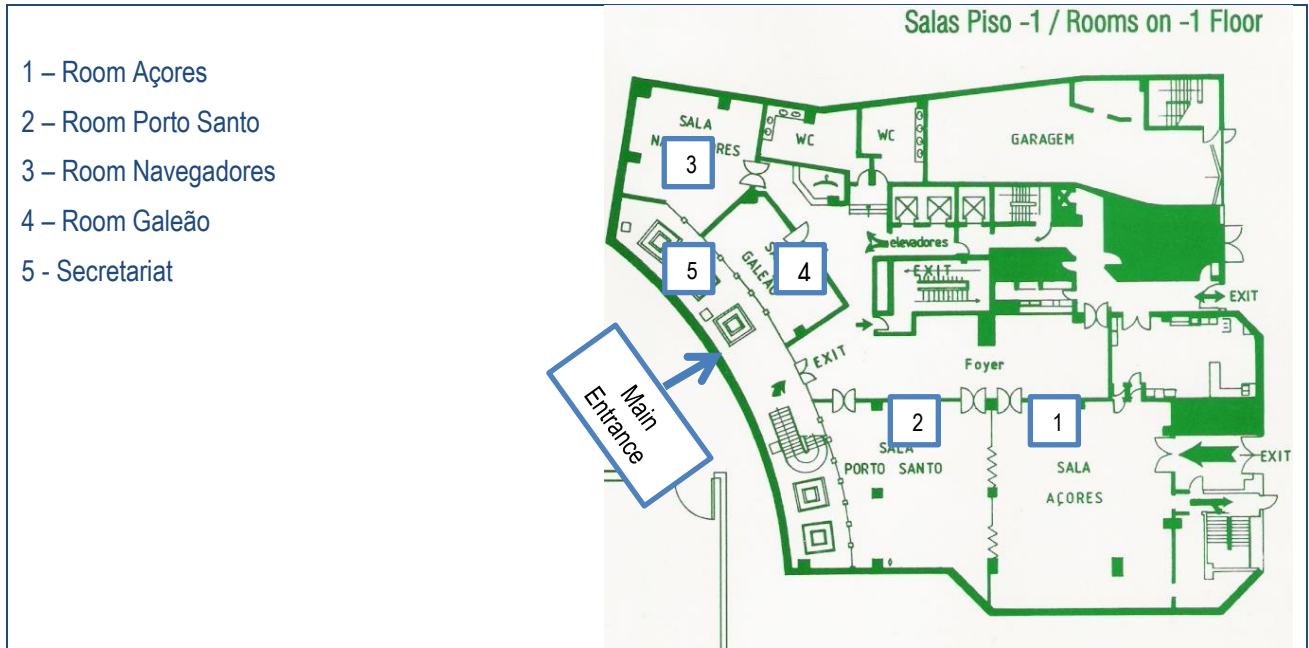 Salas Piso -1 / Rooms on -1 Floor
1 – Room Açores
2 – Room Porto Santo
3 – Room Navegadores
4 – Room Galeão
5 - Secretariat
SALA
RES
3
WC
WC
GARAGEM
5
4
GALEÃO
elevadores
EXIT
EXIT
EXIT
Foyer
Main
Entrance
2
1
SALA
PORTO SANTO
SALA
AÇORES
EXIT